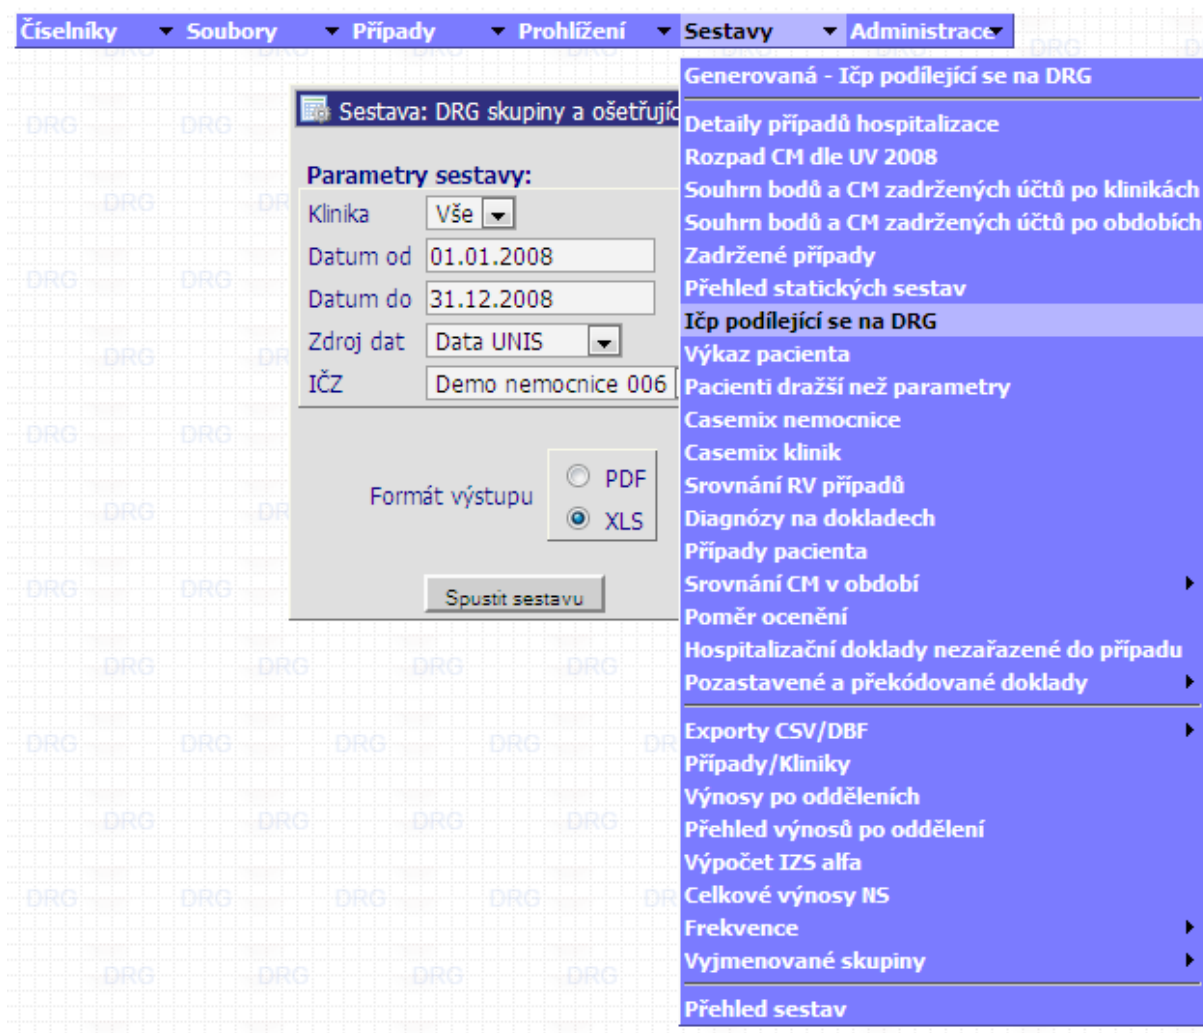 Číselníky Soubory Případy Prohlížení Sestavy Administrace
Sestava: DRG skupiny a ošetřujíc
Parametry sestavy:
Klinika Vše
Datum od 01.01.2008
Datum do 31.12.2008
Zdroj dat Data UNIS
IČZ Demo nemocnice 006
Formát výstupu
PDF
XLS
Spustit sestavu
Generovaná - Ičp podílející se na DRG
Detaily případů hospitalizace
Rozpad CM dle UV 2008
Souhrn bodů a CM zadržených účtů po klinikách
Souhrn bodů a CM zadržených účtů po obdobích
Zadržené případy
Přehled statických sestav
Ičp podílející se na DRG
Výkaz pacienta
Pacienti dražší než parametry
Casemix nemocnice
Casemix klinik
Srovnání RV případů
Diagnózy na dokladech
Případy pacienta
Srovnání CM v období
Poměr ocenění
Hospitalizační doklady nezařazené do případu
Pozastavené a překódované doklady
Exporty CSV/DBF
Případy/Kliniky
Výnosy po odděleních
Přehled výnosů po oddělení
Výpočet IZS alfa
Celkové výnosy NS
Frekvence
Vyjmenované skupiny
Přehled sestav